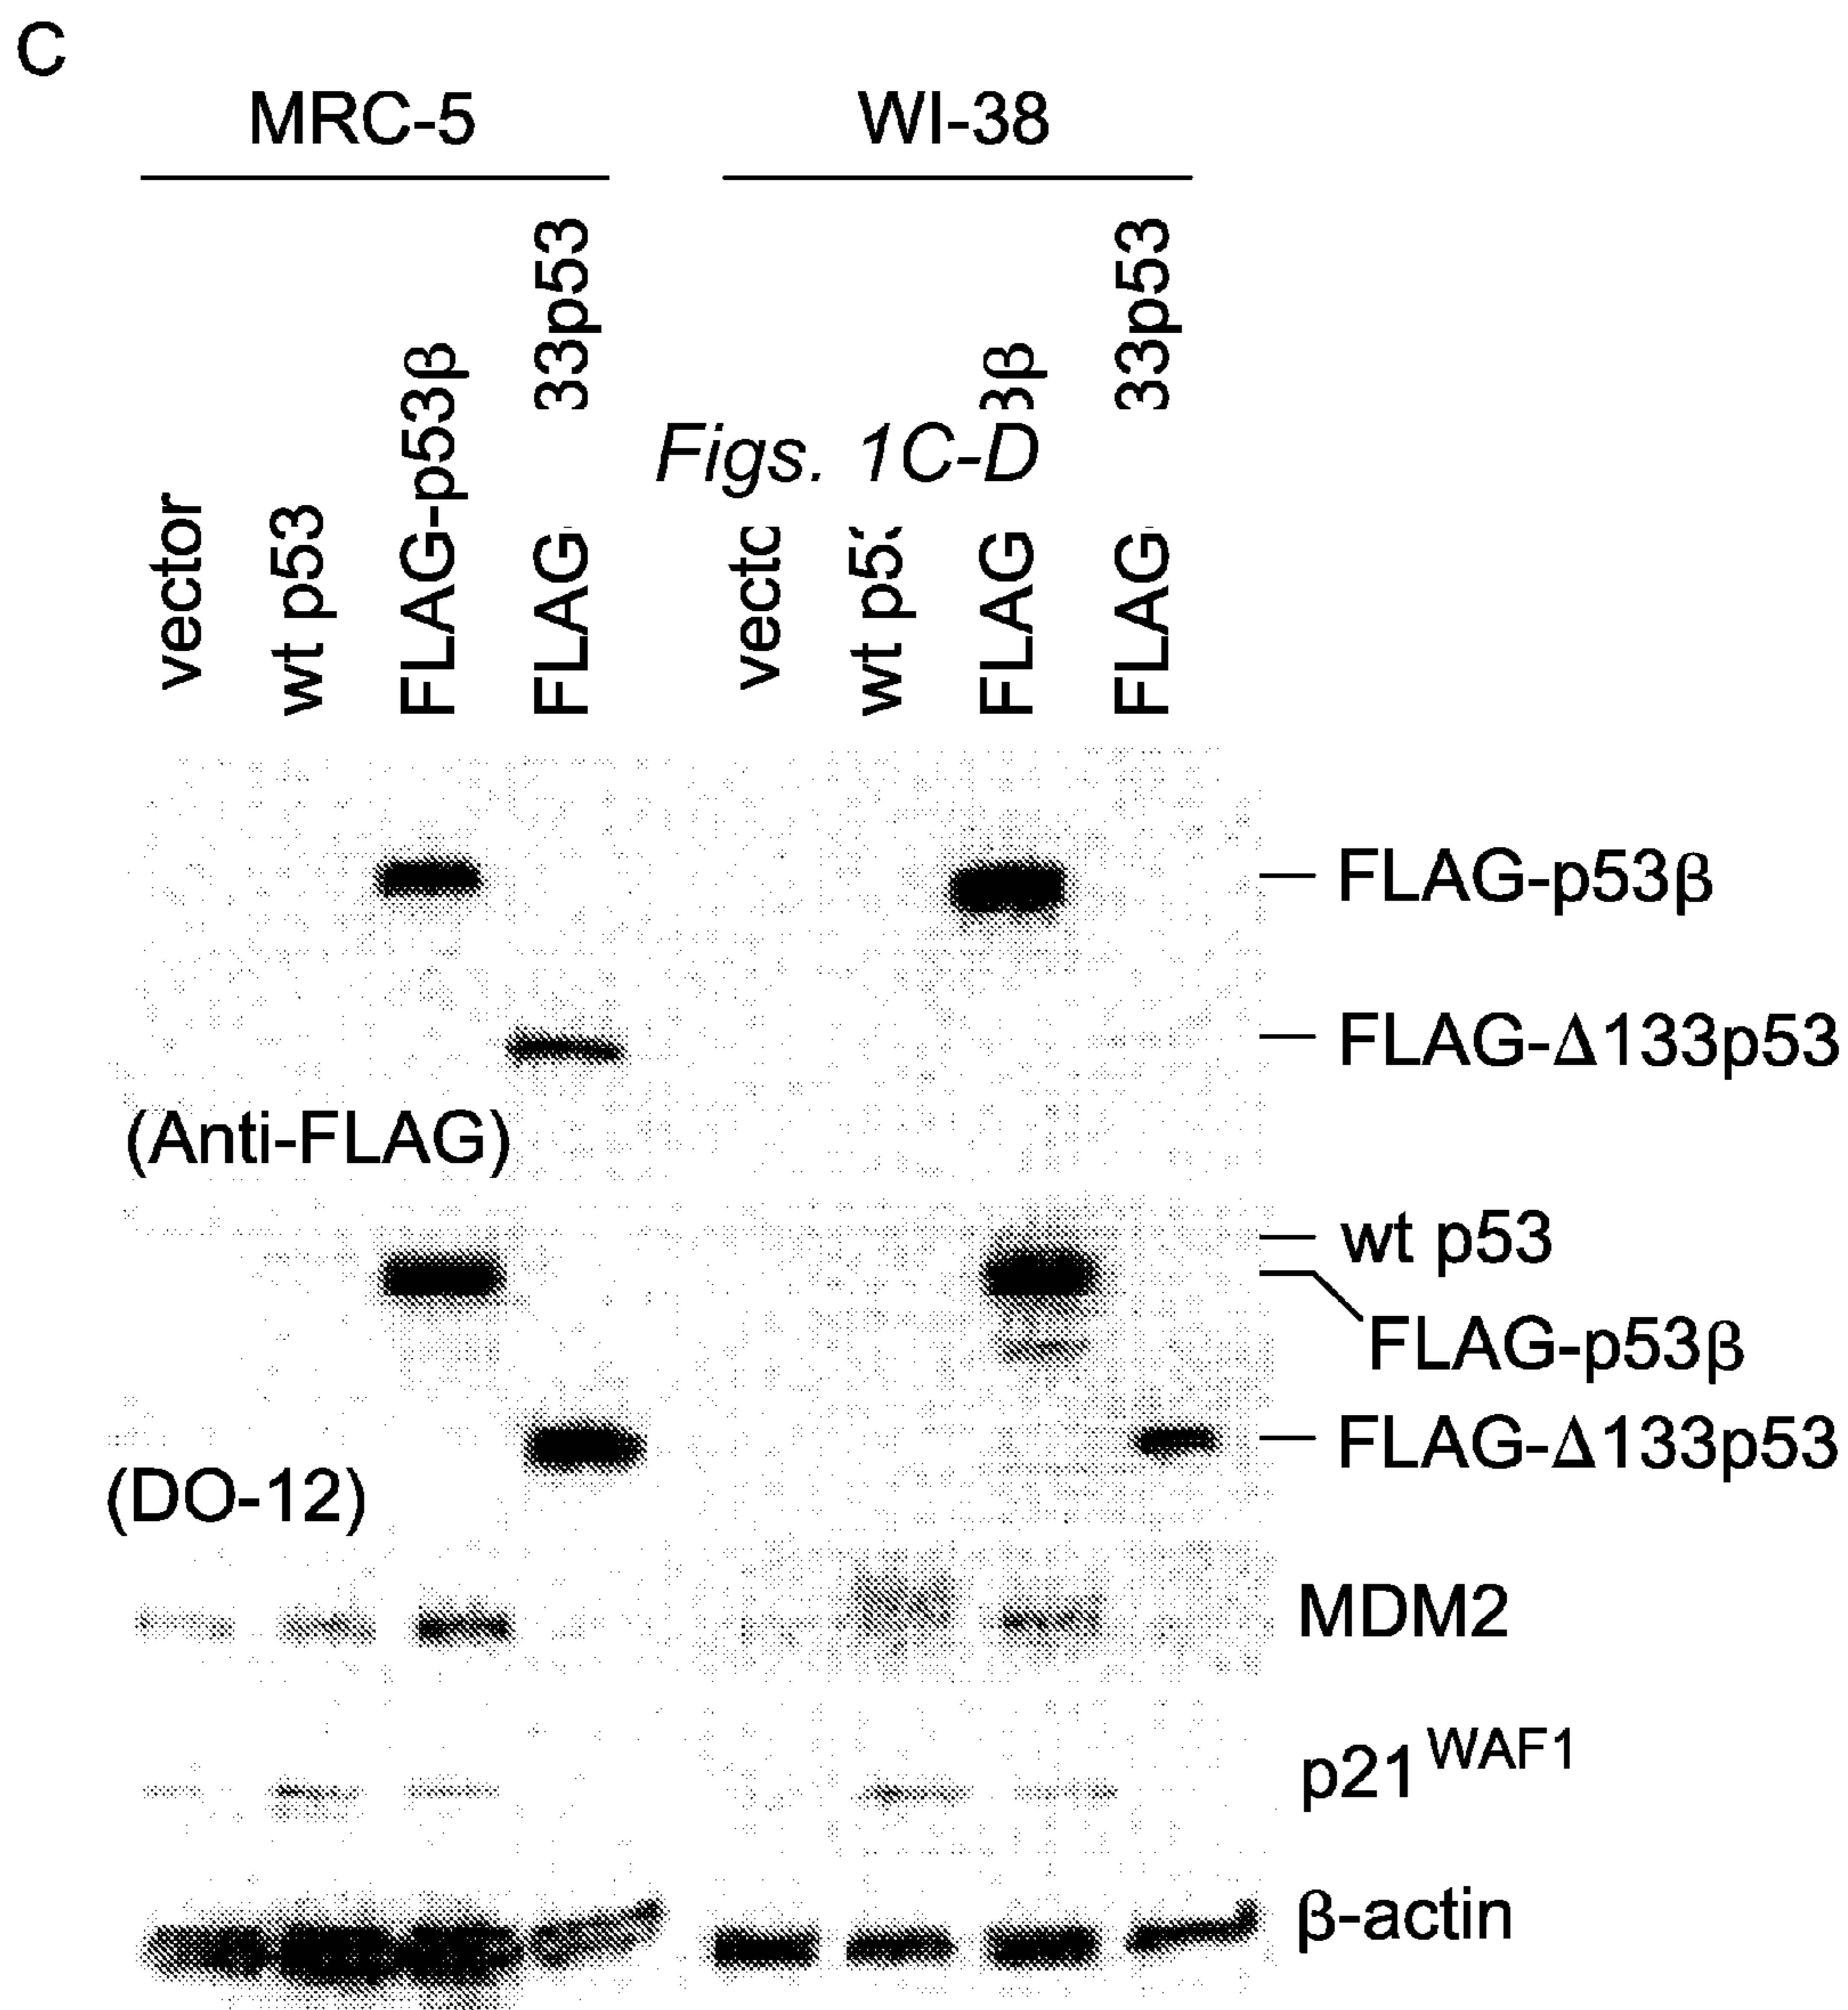 C
MRC-5
WI-38
vector
wt p53
FLAG-p53β
FLAG
33p53
Figs. 1C-D
vecto
wt p5
FLAG
3β
FLAG
33p53
FLAG-p53β
FLAG-Δ133p53
(Anti-FLAG)
wt p53
FLAG-p53β
FLAG-Δ133p53
(DO-12)
MDM2
p21WAF1
β-actin